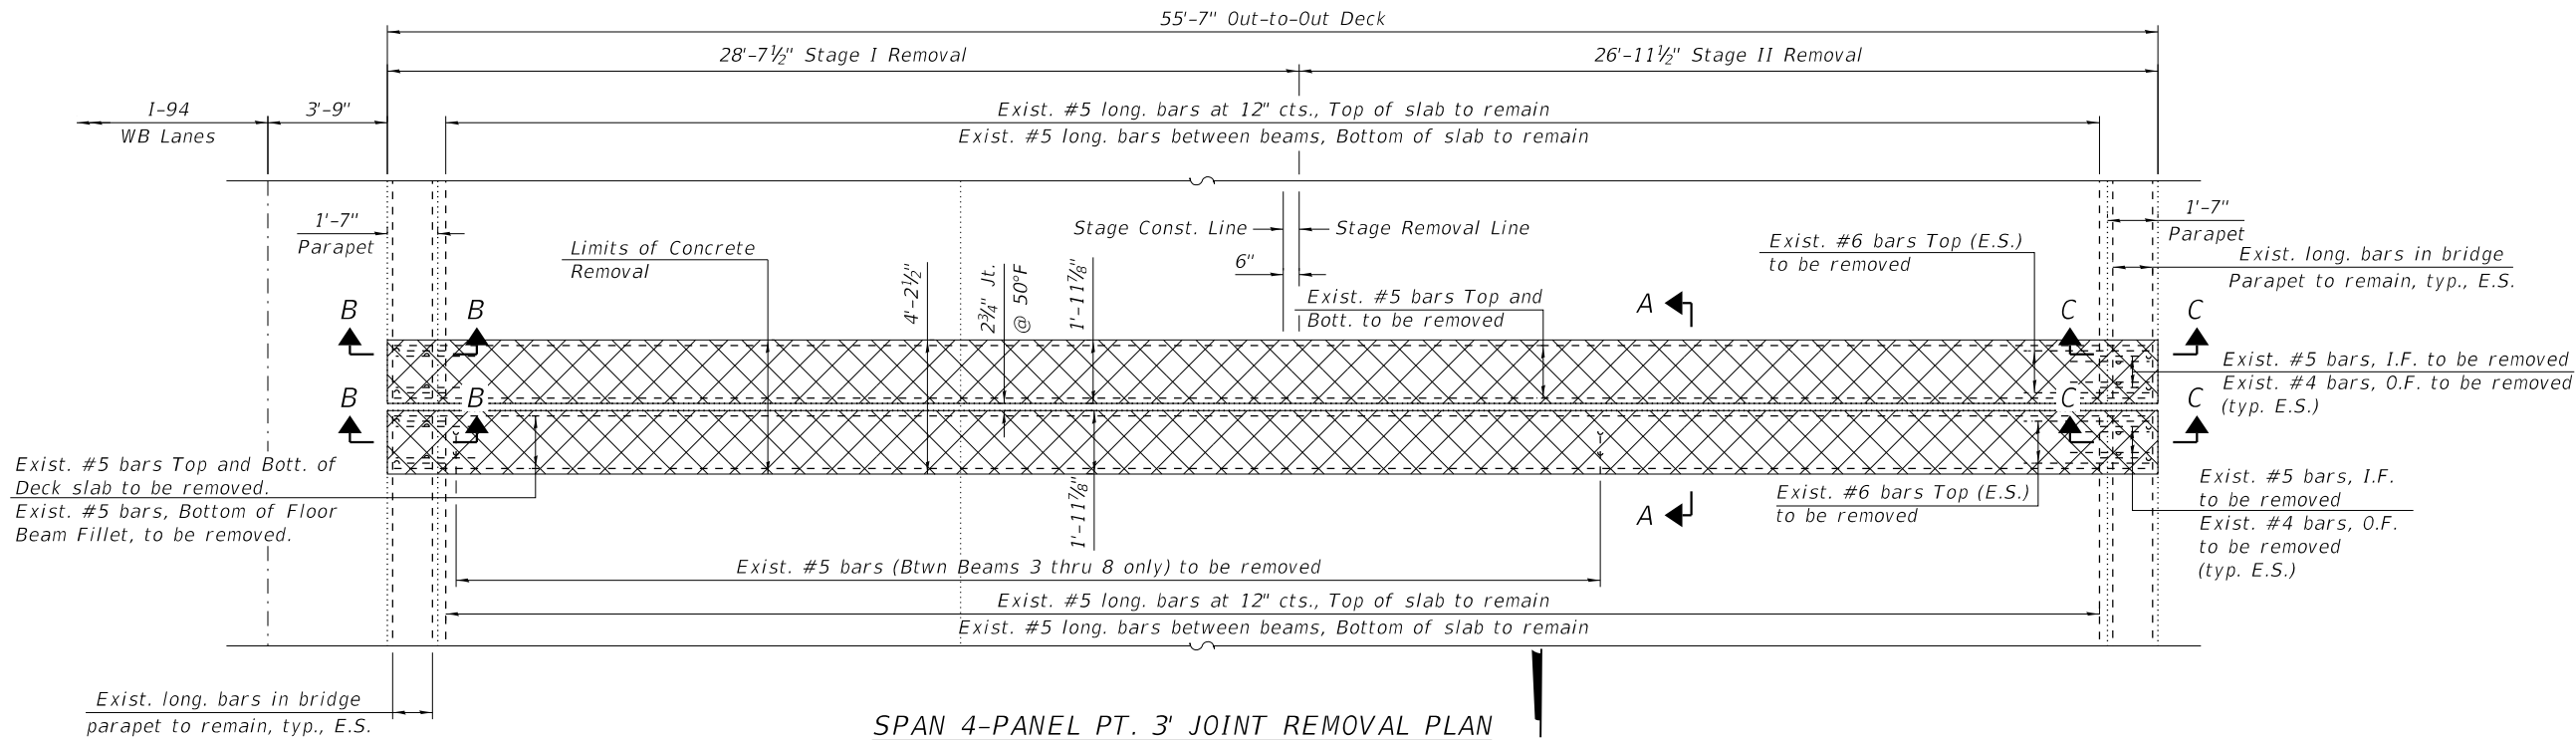 55'-7" Out-to-Out Deck
28'-7½" Stage I Removal
26'-11½" Stage II Removal
I-94
WB Lanes
3'-9"
Exist. #5 long. bars at 12" cts., Top of slab to remain
Exist. #5 long. bars between beams, Bottom of slab to remain
1'-7"
Parapet
Limits of Concrete
Removal
4'-2½"
2¾" Jt.
@ 50°F
1'-11⅞"
Stage Const. Line
Stage Removal Line
6"
Exist. #5 bars Top and
Bott. to be removed
A
Exist. #6 bars Top (E.S.)
to be removed
1'-7"
Parapet
Exist. long. bars in bridge
Parapet to remain, typ., E.S.
B
B
C
C
Exist. #5 bars, I.F. to be removed
Exist. #4 bars, O.F. to be removed
(typ. E.S.)
B
B
C
C
Exist. #5 bars Top and Bott. of
Deck slab to be removed.
Exist. #5 bars, Bottom of Floor
Beam Fillet, to be removed.
1'-11⅞"
A
Exist. #6 bars Top (E.S.)
to be removed
Exist. #5 bars, I.F.
to be removed
Exist. #4 bars, O.F.
to be removed
(typ. E.S.)
Exist. #5 bars (Btwn Beams 3 thru 8 only) to be removed
Exist. #5 long. bars at 12" cts., Top of slab to remain
Exist. #5 long. bars between beams, Bottom of slab to remain
Exist. long. bars in bridge
parapet to remain, typ., E.S.
SPAN 4-PANEL PT. 3' JOINT REMOVAL PLAN